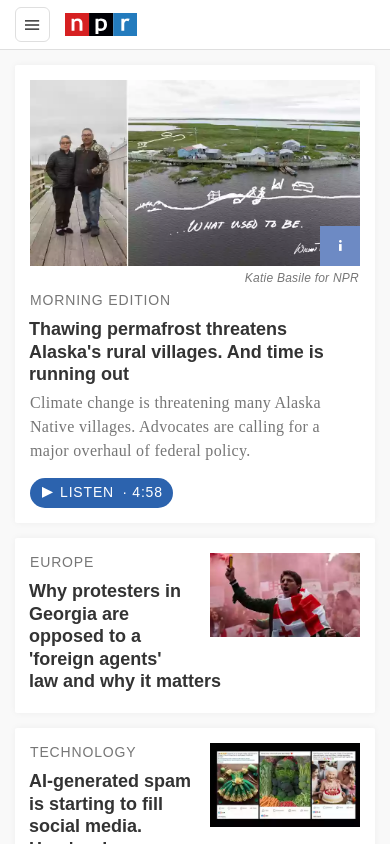 npr
...WHAT USED TO BE.
i
Katie Basile for NPR
MORNING EDITION
Thawing permafrost threatens
Alaska's rural villages. And time is
running out
Climate change is threatening many Alaska
Native villages. Advocates are calling for a
major overhaul of federal policy.
LISTEN · 4:58
EUROPE
Why protesters in
Georgia are
opposed to a
'foreign agents'
law and why it matters
TECHNOLOGY
AI-generated spam
is starting to fill
social media.